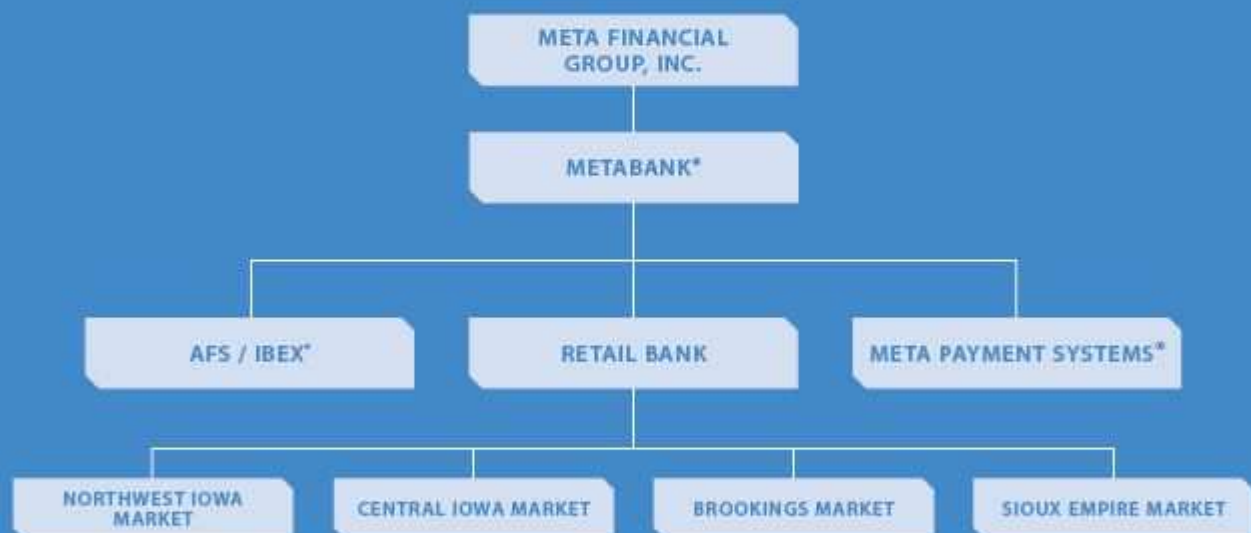 META FINANCIAL
GROUP, INC.
METABANK®
AFS / IBEX®
RETAIL BANK
META PAYMENT SYSTEMS®
NORTHWEST IOWA
MARKET
CENTRAL IOWA MARKET
BROOKINGS MARKET
SIOUX EMPIRE MARKET